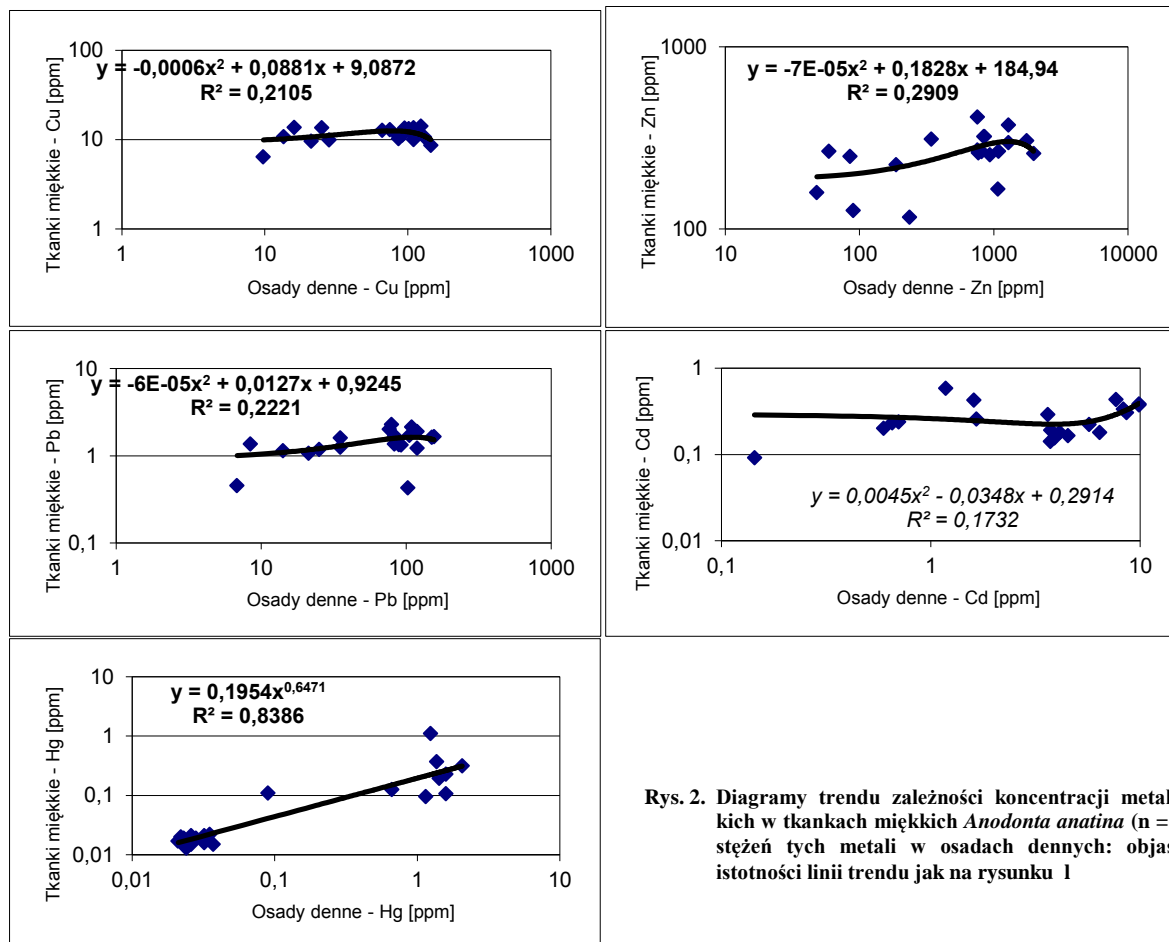 y = -0,0006x² + 0,0881x + 9,0872
R² = 0,2105
Tkanki miękkie - Cu [ppm]
100
10
1
1 10 100 1000
Osady denne - Cu [ppm]
y = -7E-05x² + 0,1828x + 184,94
R² = 0,2909
Tkanki miękkie - Zn [ppm]
1000
100
10 100 1000 10000
Osady denne - Zn [ppm]
y = -6E-05x² + 0,0127x + 0,9245
R² = 0,2221
Tkanki miękkie - Pb [ppm]
10
1
0,1
1 10 100 1000
Osady denne - Pb [ppm]
Tkanki miękkie - Cd [ppm]
1
0,1
0,01
y = 0,0045x² - 0,0348x + 0,2914
R² = 0,1732
0,1 1 10
Osady denne - Cd [ppm]
y = 0,1954x^0,6471
R² = 0,8386
Tkanki miękkie - Hg [ppm]
10
1
0,1
0,01
0,01 0,1 1 10
Osady denne - Hg [ppm]
Rys. 2. Diagramy trendu zależności koncentracji metal
kich w tkankach miękkich Anodonta anatina (n =
stężeń tych metali w osadach dennych: objaś
istotności linii trendu jak na rysunku 1